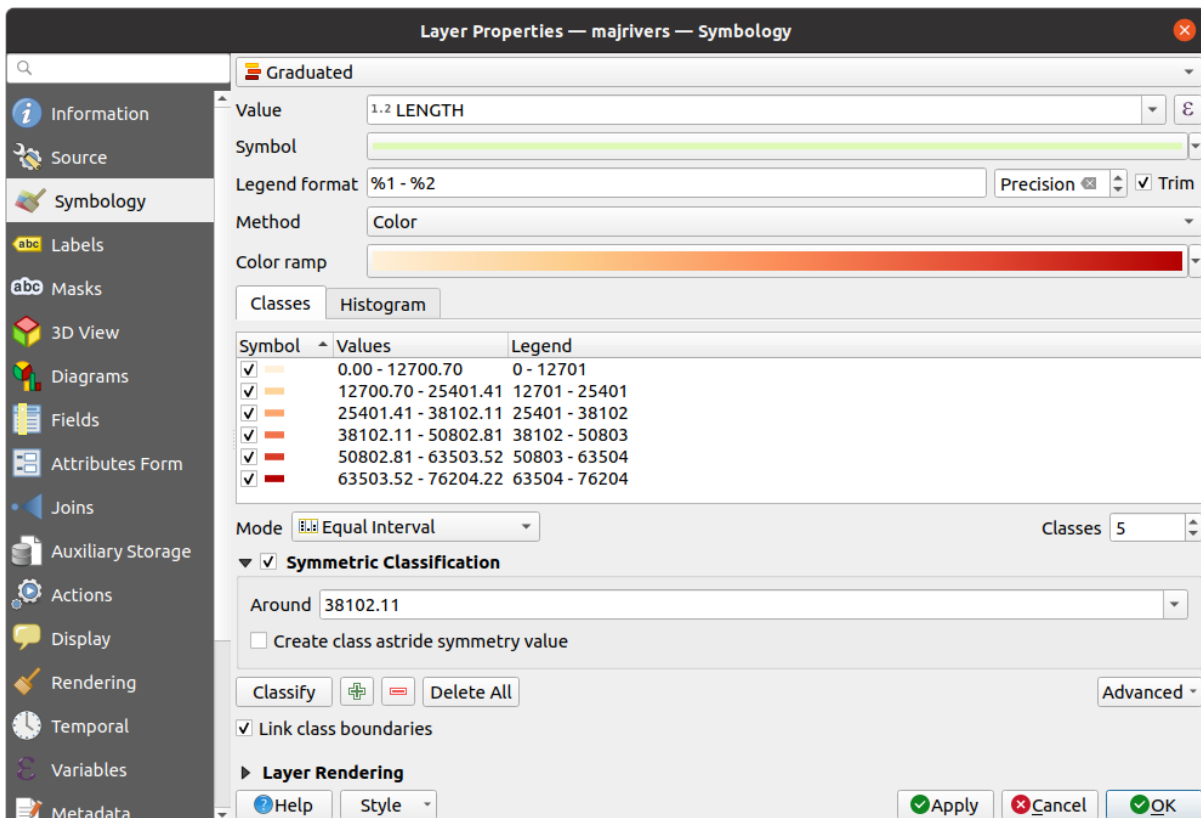 Layer Properties — majrivers — Symbology
Information
Source
Symbology
Labels
Masks
3D View
Diagrams
Fields
Attributes Form
Joins
Auxiliary Storage
Actions
Display
Rendering
Temporal
Variables
Metadata
Graduated
Value 1.2 LENGTH ε
Symbol
Legend format %1 - %2 Precision Trim
Method Color
Color ramp
Classes Histogram
Symbol Values Legend
0.00 - 12700.70 0 - 12701
12700.70 - 25401.41 12701 - 25401
25401.41 - 38102.11 25401 - 38102
38102.11 - 50802.81 38102 - 50803
50802.81 - 63503.52 50803 - 63504
63503.52 - 76204.22 63504 - 76204
Mode Equal Interval Classes 5
Symmetric Classification
Around 38102.11
Create class astride symmetry value
Classify Delete All Advanced
Link class boundaries
Layer Rendering
Help Style Apply Cancel OK